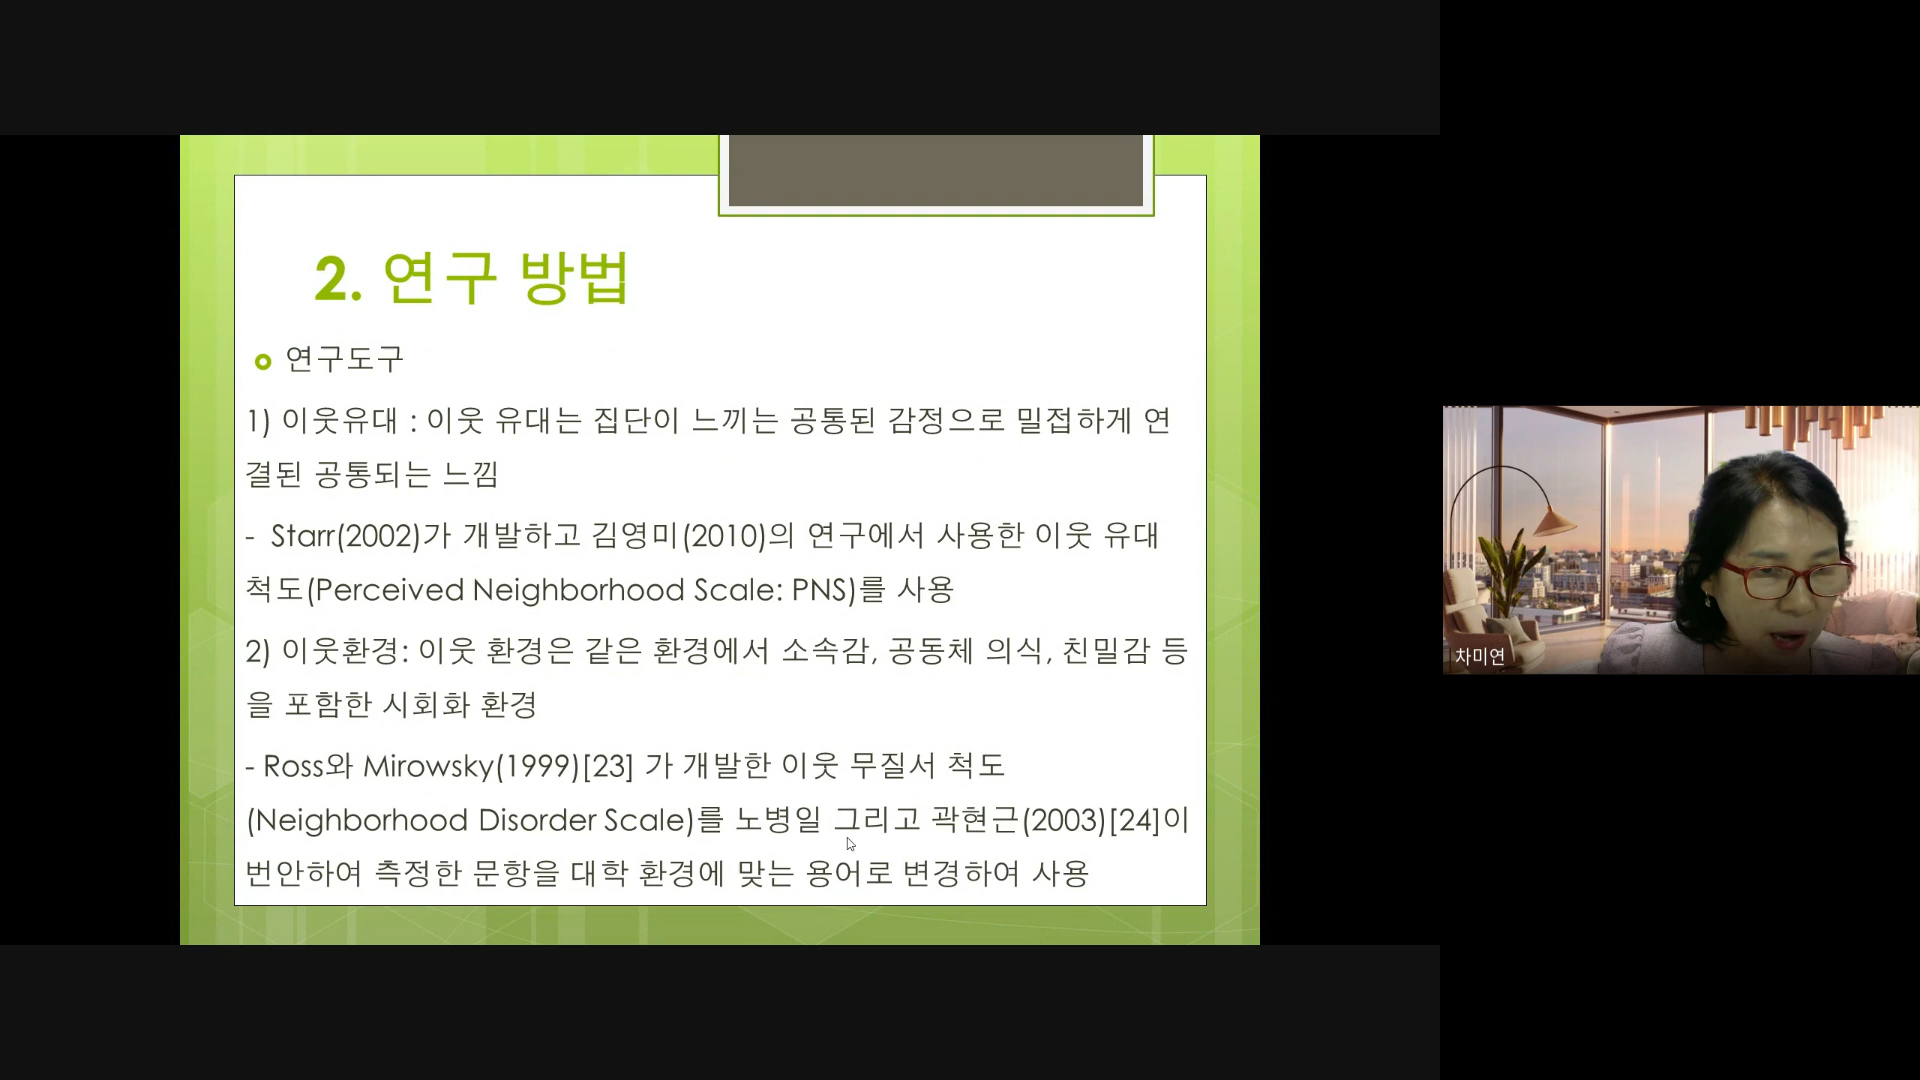 2. 연구 방법
연구도구
1) 이웃유대 : 이웃 유대는 집단이 느끼는 공통된 감정으로 밀접하게 연
결된 공통되는 느낌
- Starr(2002)가 개발하고 김영미(2010)의 연구에서 사용한 이웃 유대
척도(Perceived Neighborhood Scale: PNS)를 사용
2) 이웃환경: 이웃 환경은 같은 환경에서 소속감, 공동체 의식, 친밀감 등
을 포함한 시회화 환경
- Ross와 Mirowsky(1999)[23] 가 개발한 이웃 무질서 척도
(Neighborhood Disorder Scale)를 노병일 그리고 곽현근(2003)[24]이
번안하여 측정한 문항을 대학 환경에 맞는 용어로 변경하여 사용
차미연